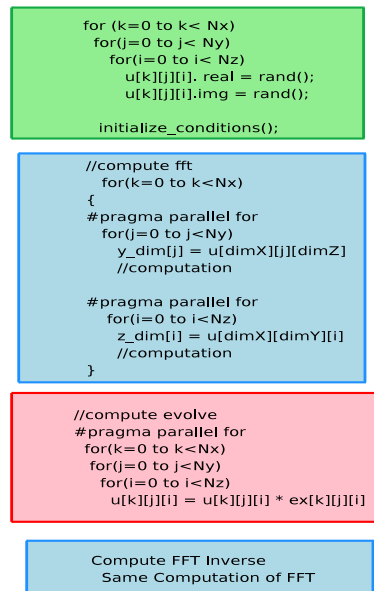 for (k=0 to k< Nx)
for(j=0 to j< Ny)
for(i=0 to i< Nz)
u[k][j][i]. real = rand();
u[k][j][i].img = rand();
initialize_conditions();
//compute fft
for(k=0 to k<Nx)
{
#pragma parallel for
for(j=0 to j<Ny)
y_dim[j] = u[dimX][j][dimZ]
//computation
#pragma parallel for
for(i=0 to i<Nz)
z_dim[i] = u[dimX][dimY][i]
//computation
}
//compute evolve
#pragma parallel for
for(k=0 to k<Nx)
for(j=0 to j<Ny)
for(i=0 to i<Nz)
u[k][j][i] = u[k][j][i] * ex[k][j][i]
Compute FFT Inverse
Same Computation of FFT